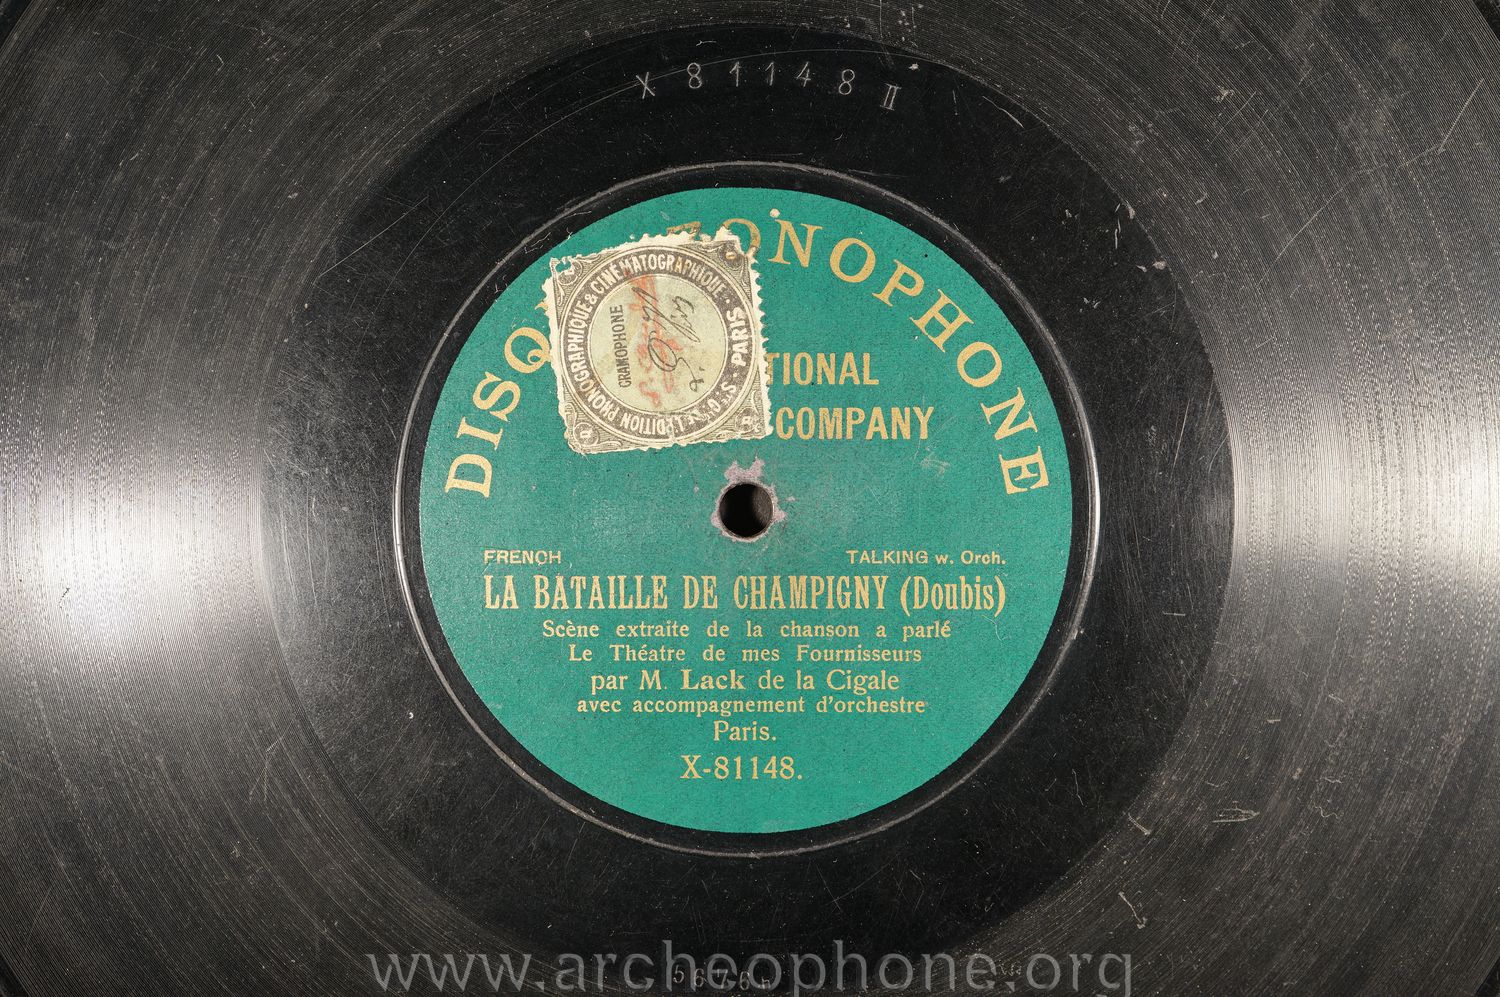 X 81148 II
DISQ ZONOPHONE
TIONAL
COMPANY
PHONOGRAPHIQUE & CINÉMATOGRAPHIQUE · PARIS
GRAMOPHONE
FRENCH TALKING w. Orch.
LA BATAILLE DE CHAMPIGNY (Doubis)
Scène extraite de la chanson a parlé
Le Théatre de mes Fournisseurs
par M. Lack de la Cigale
avec accompagnement d'orchestre
Paris.
X-81148.
www.archeophone.org
5676h